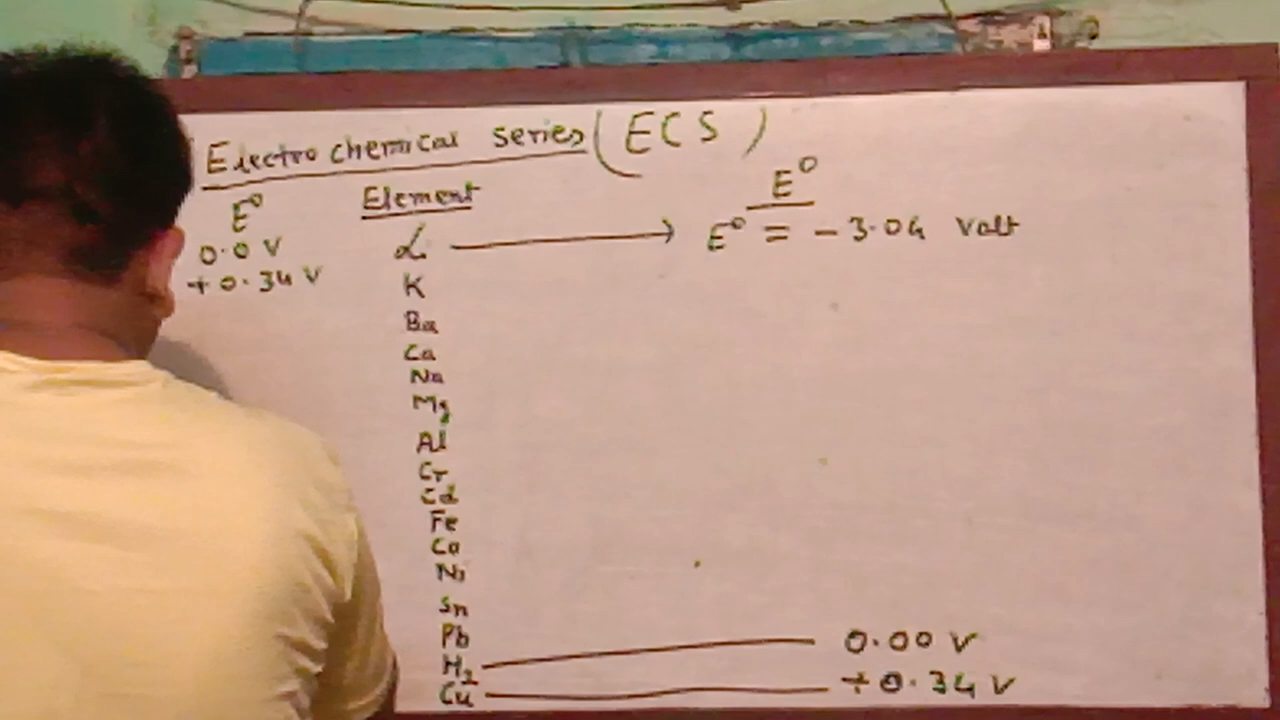 Electro chemical series (ECS)
E° Element E°
0.0 V Li E° = - 3.04 Volt
+ 0.34 V K
Ba
Ca
Na
Mg
Al
Cr
Cd
Fe
Co
Ni
Sn
Pb
H2 0.00 V
Cu + 0.34 V